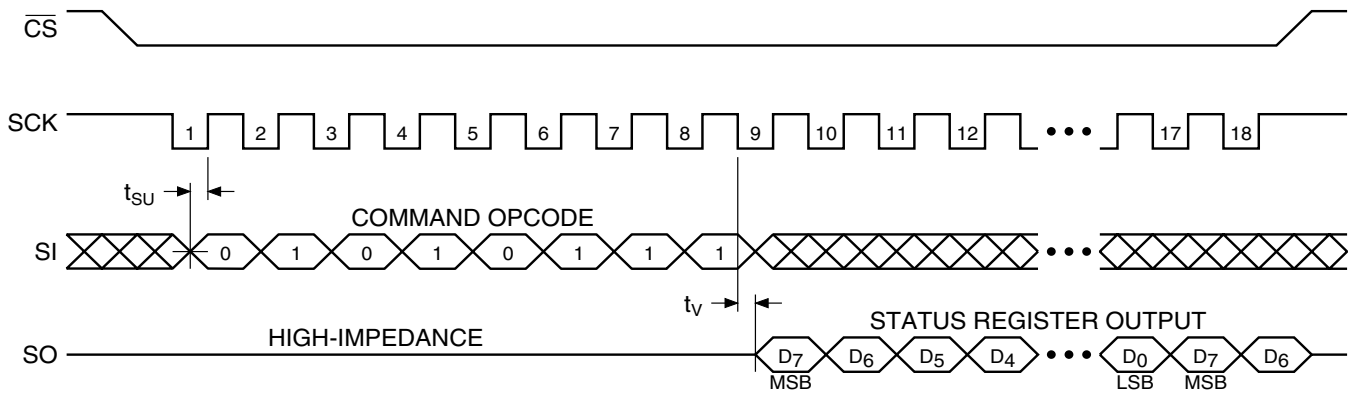 CS
SCK 1 2 3 4 5 6 7 8 9 10 11 12 ••• 17 18
tSU
COMMAND OPCODE
SI 0 1 0 1 0 1 1 1 •••
tV
HIGH-IMPEDANCE STATUS REGISTER OUTPUT
SO D7 D6 D5 D4 ••• D0 D7 D6
MSB LSB MSB